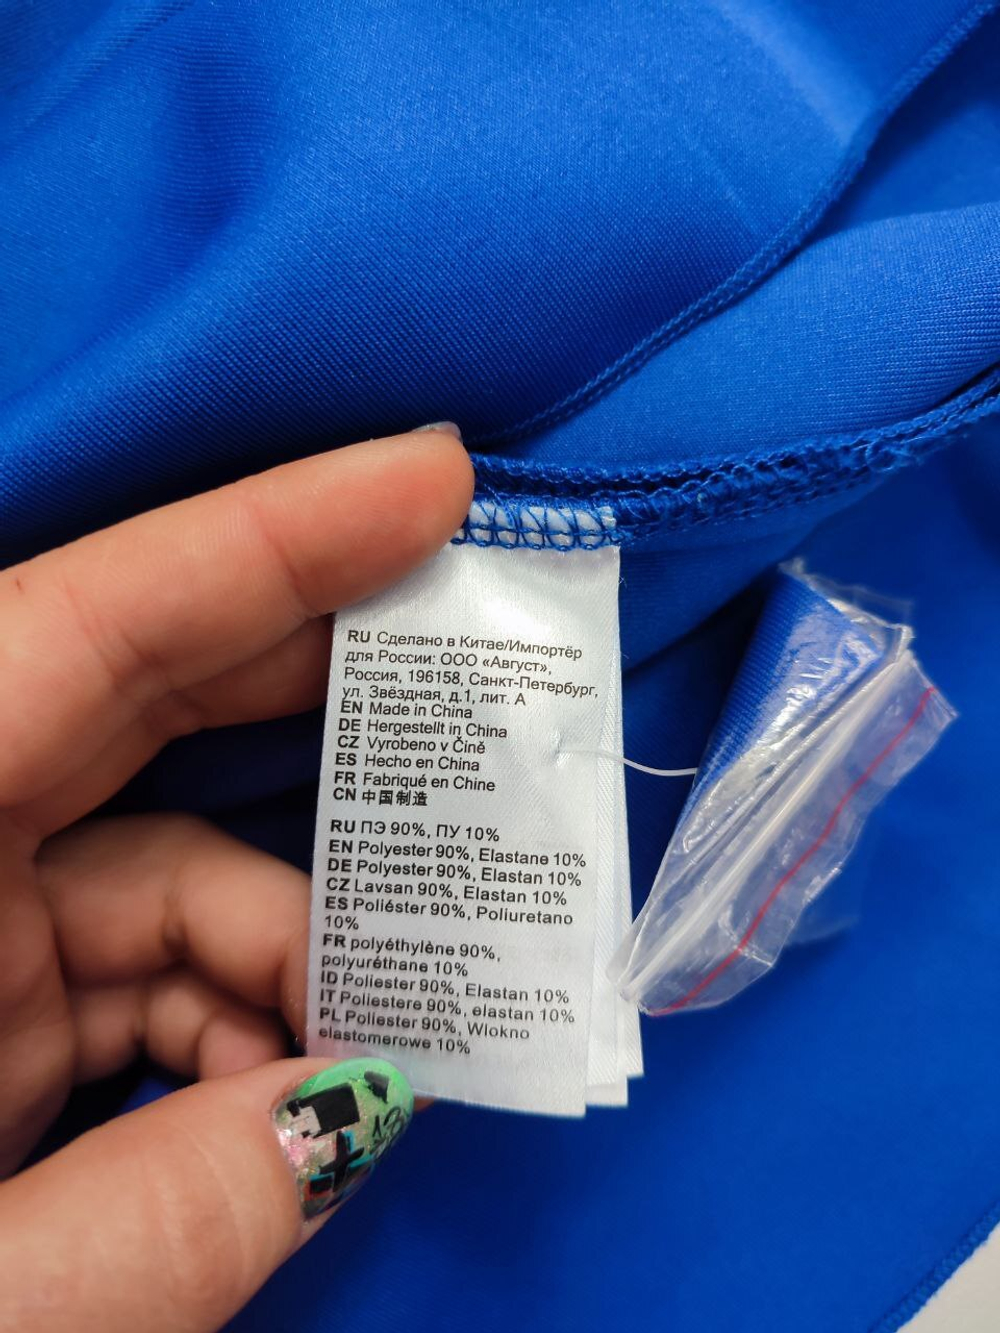 RU Сделано в Китае/Импортёр
для России: ООО «Август»,
Россия, 196158, Санкт-Петербург,
ул. Звёздная, д.1, лит. А
EN Made in China
DE Hergestellt in China
CZ Vyrobeno v Čině
ES Hecho en China
FR Fabriqué en Chine
CN 中国制造
RU ПЭ 90%, ПУ 10%
EN Polyester 90%, Elastane 10%
DE Polyester 90%, Elastan 10%
CZ Lavsan 90%, Elastan 10%
ES Poliéster 90%, Poliuretano
10%
FR polyéthylène 90%,
polyuréthane 10%
ID Poliester 90%, Elastan 10%
IT Poliestere 90%, elastan 10%
PL Poliester 90%, Wlokno
elastomerowe 10%